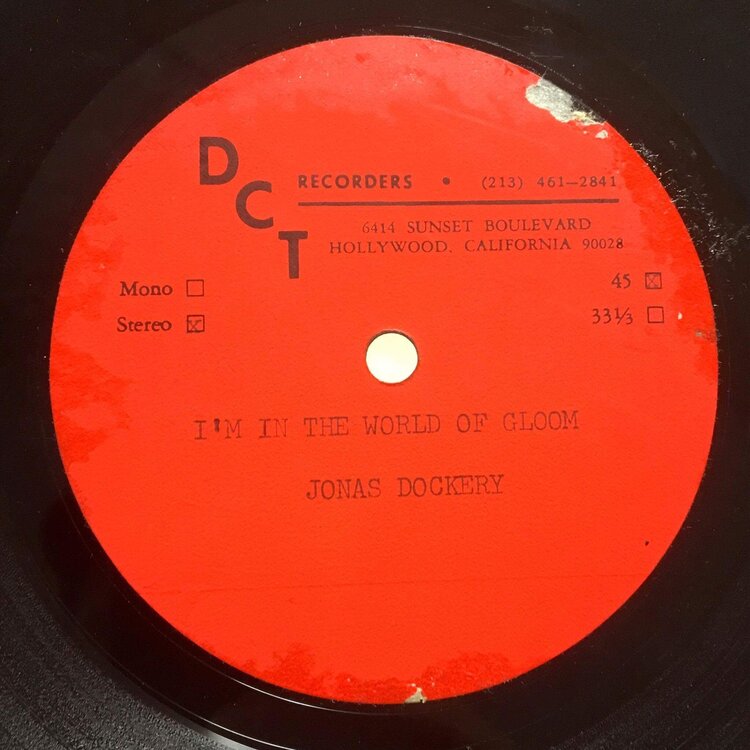 DCT RECORDERS • (213) 461-2841
6414 SUNSET BOULEVARD
HOLLYWOOD, CALIFORNIA 90028
Mono ☐ 45 ☒
Stereo ☒ 33⅓ ☐
I'M IN THE WORLD OF GLOOM
JONAS DOCKERY